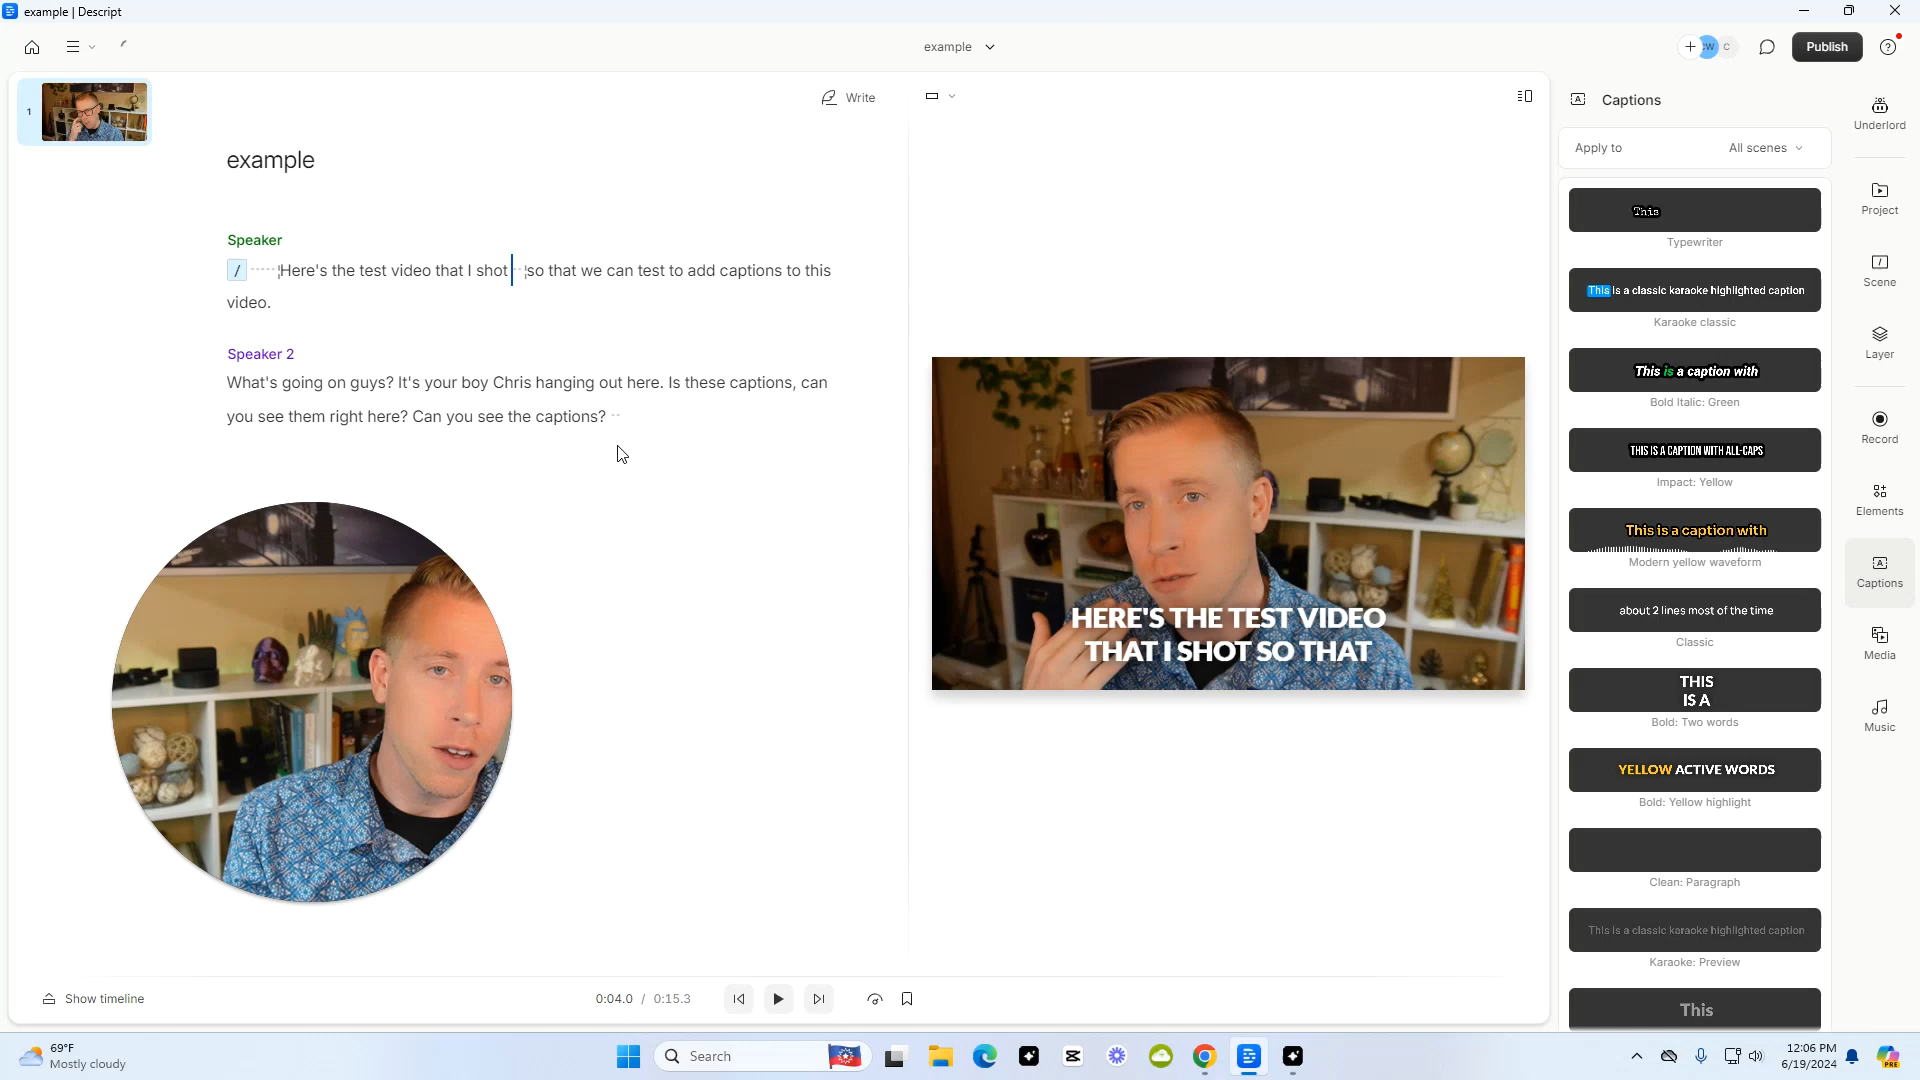 example | Descript
example
CW
C
Publish
1
Write
example
Speaker
/ Here's the test video that I shot so that we can test to add captions to this
video.
Speaker 2
What's going on guys? It's your boy Chris hanging out here. Is these captions, can
you see them right here? Can you see the captions?
HERE'S THE TEST VIDEO
THAT I SHOT SO THAT
Captions
Apply to
All scenes
This
Typewriter
This is a classic karaoke highlighted caption
Karaoke classic
This is a caption with
Bold Italic: Green
THIS IS A CAPTION WITH ALL-CAPS
Impact: Yellow
This is a caption with
Modern yellow waveform
about 2 lines most of the time
Classic
THIS
IS A
Bold: Two words
YELLOW ACTIVE WORDS
Bold: Yellow highlight
Clean: Paragraph
This is a classic karaoke highlighted caption
Karaoke: Preview
This
Underlord
Project
Scene
Layer
Record
Elements
Captions
Media
Music
Show timeline
0:04.0 / 0:15.3
69°F
Mostly cloudy
Search
12:06 PM
6/19/2024
PRE